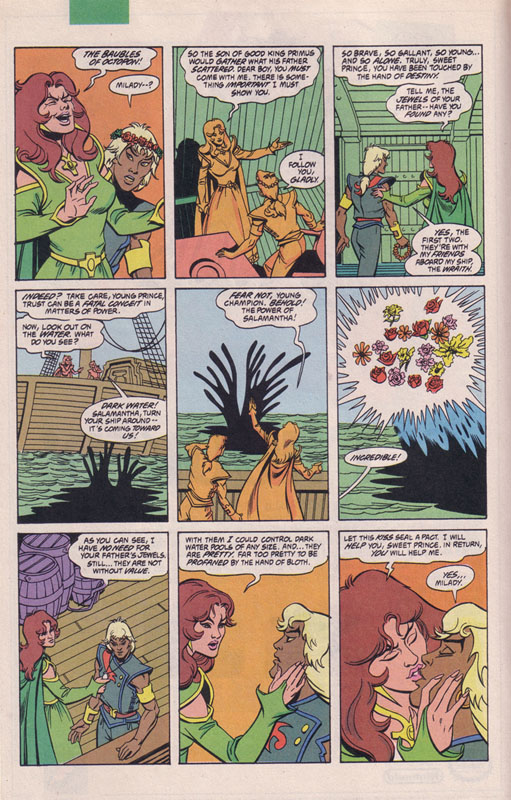 THE BAUBLES
OF OCTOPON!
MILADY--?
SO THE SON OF GOOD KING PRIMUS
WOULD GATHER WHAT HIS FATHER
SCATTERED. DEAR BOY, YOU MUST
COME WITH ME. THERE IS SOME-
THING IMPORTANT I MUST
SHOW YOU.
I
FOLLOW
YOU,
GLADLY.
SO BRAVE, SO GALLANT, SO YOUNG...
AND SO ALONE. TRULY, SWEET
PRINCE, YOU HAVE BEEN TOUCHED BY
THE HAND OF DESTINY.
TELL ME, THE
JEWELS OF YOUR
FATHER--HAVE YOU
FOUND ANY?
YES, THE
FIRST TWO.
THEY'RE WITH
MY FRIENDS
ABOARD MY SHIP,
THE WRAITH.
INDEED? TAKE CARE, YOUNG PRINCE,
TRUST CAN BE A FATAL CONCEIT IN
MATTERS OF POWER.
NOW, LOOK OUT ON
THE WATER. WHAT
DO YOU SEE?
DARK WATER!
SALAMANTHA, TURN
YOUR SHIP AROUND--
IT'S COMING TOWARD
US!
FEAR NOT, YOUNG
CHAMPION. BEHOLD!
THE POWER OF
SALAMANTHA!
INCREDIBLE!
AS YOU CAN SEE, I
HAVE NO NEED FOR
YOUR FATHER'S JEWELS.
STILL... THEY ARE NOT
WITHOUT VALUE.
WITH THEM I COULD CONTROL DARK
WATER POOLS OF ANY SIZE. AND... THEY
ARE PRETTY. FAR TOO PRETTY TO BE
PROFANED BY THE HAND OF BLOTH.
LET THIS KISS SEAL A PACT. I WILL
HELP YOU, SWEET PRINCE. IN RETURN,
YOU WILL HELP ME.
YES...
MILADY.